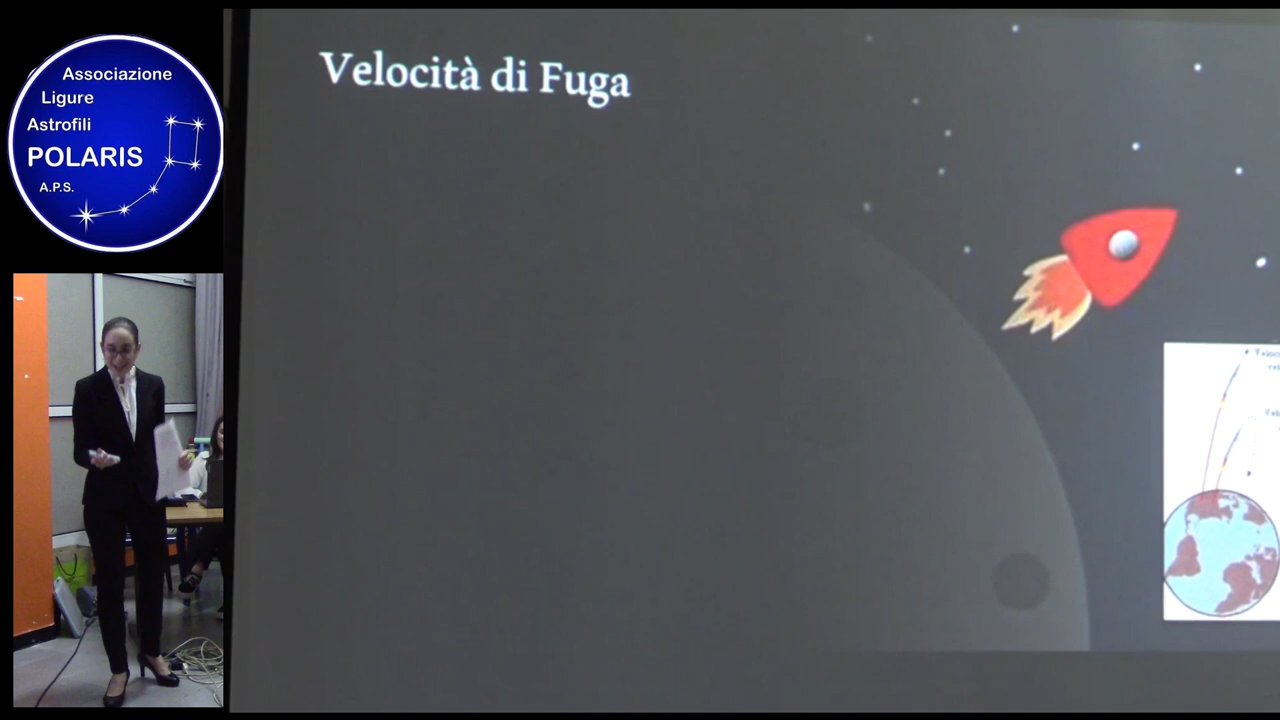 Associazione
Ligure
Astrofili
POLARIS
A.P.S.
Velocità di Fuga